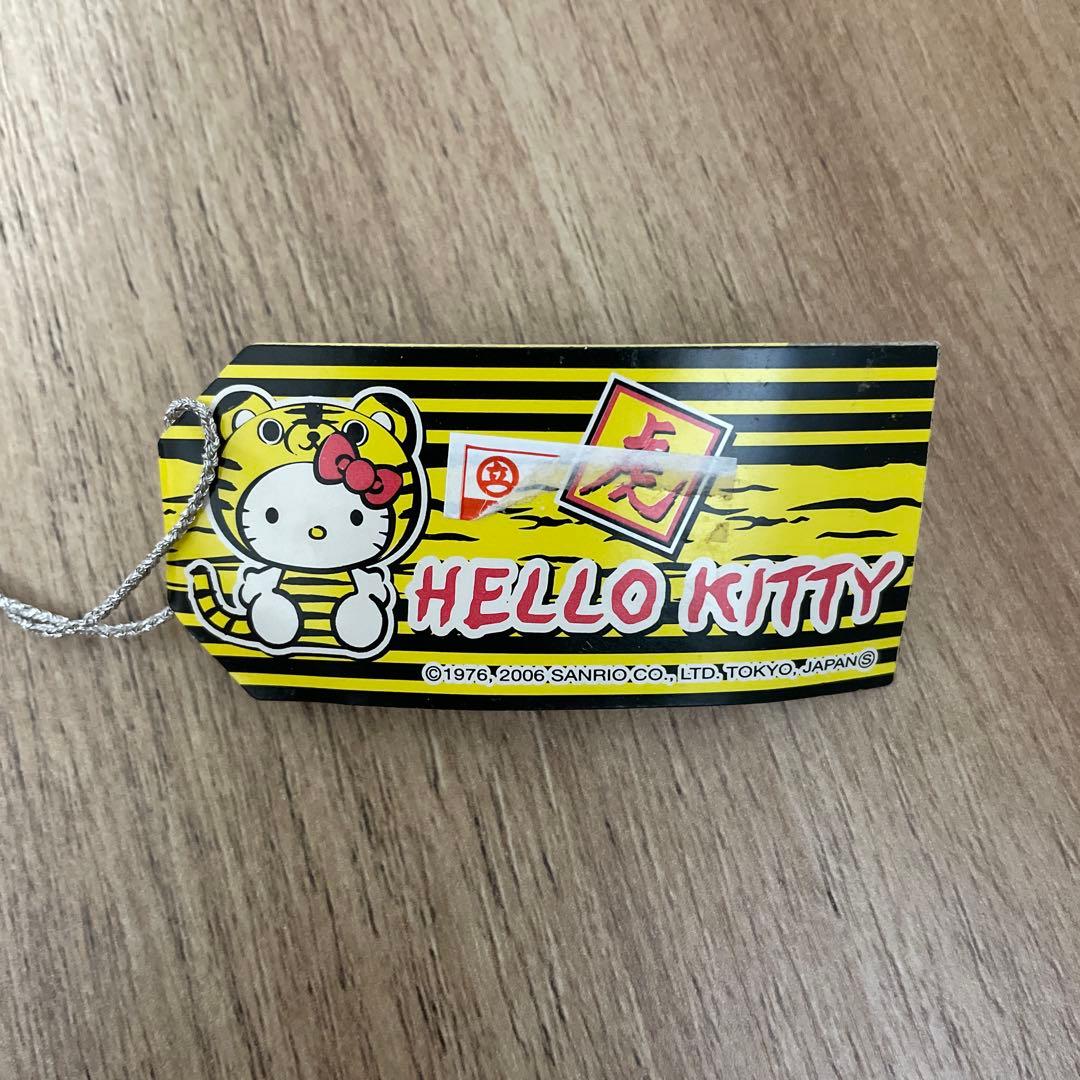 虎
HELLO KITTY
©1976, 2006 SANRIO CO., LTD. TOKYO, JAPAN Ⓢ